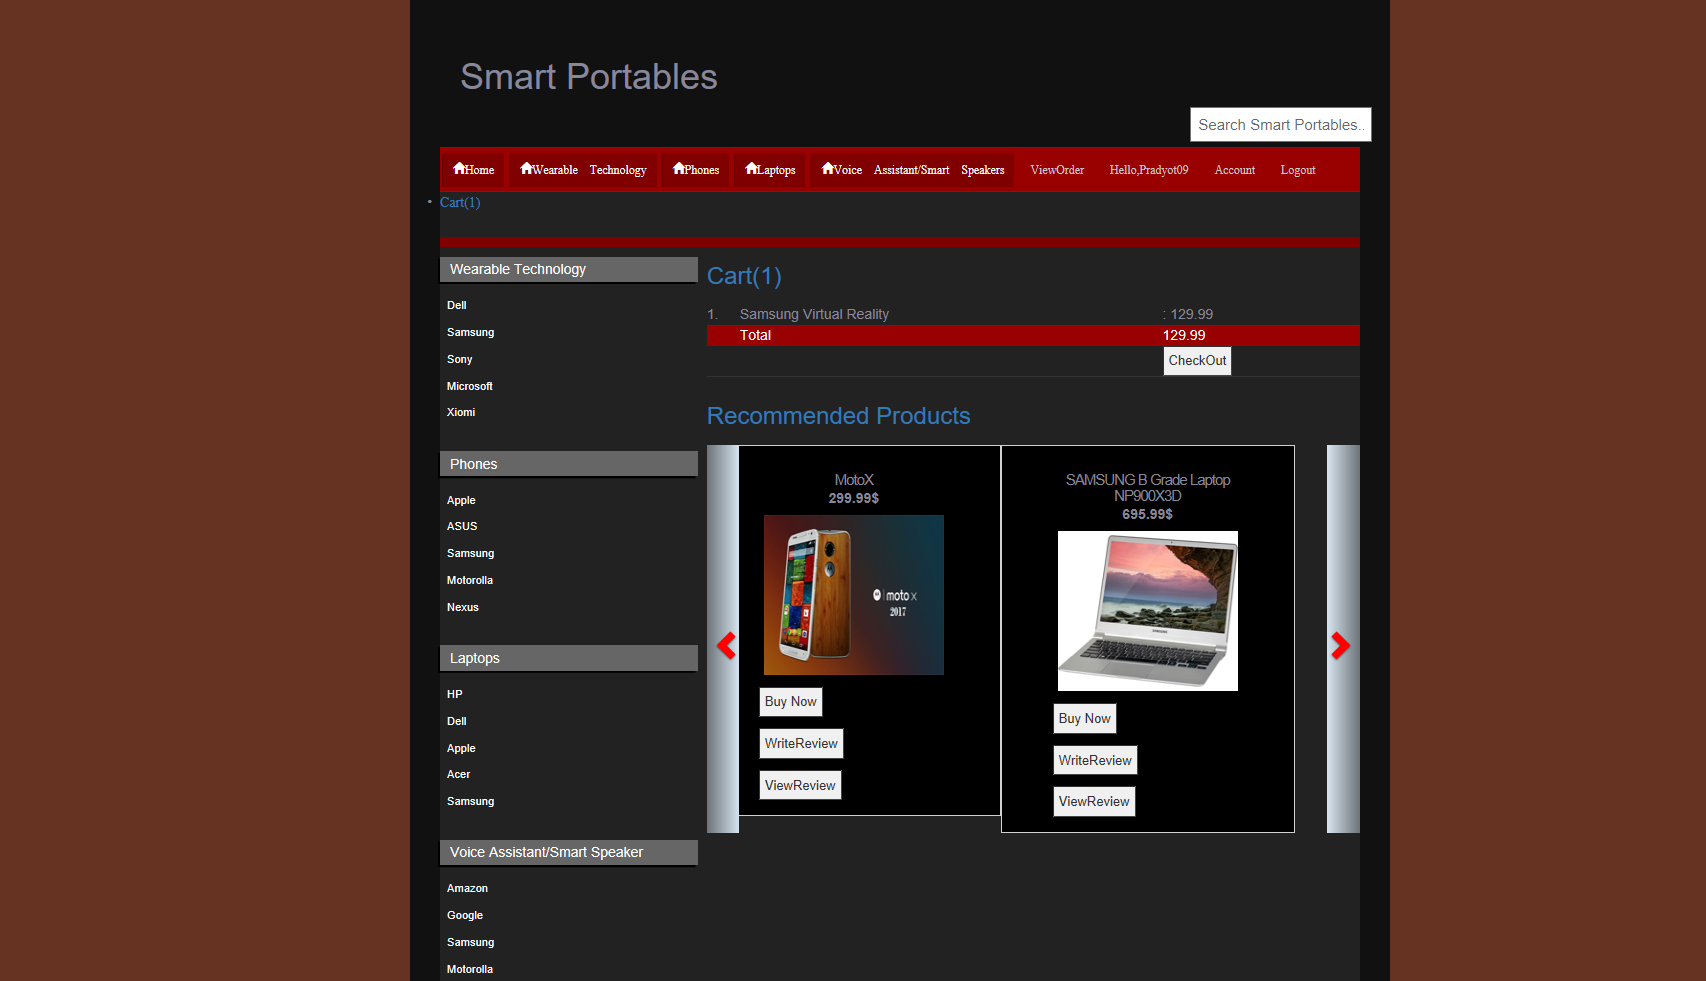 Smart Portables
Search Smart Portables..
Home Wearable Technology Phones Laptops Voice Assistant/Smart Speakers ViewOrder Hello,Pradyot09 Account Logout
• Cart(1)
Wearable Technology
Dell
Samsung
Sony
Microsoft
Xiomi
Phones
Apple
ASUS
Samsung
Motorolla
Nexus
Laptops
HP
Dell
Apple
Acer
Samsung
Voice Assistant/Smart Speaker
Amazon
Google
Samsung
Motorolla
Cart(1)
1. Samsung Virtual Reality : 129.99
Total 129.99
CheckOut
Recommended Products
MotoX
299.99$
moto x
2017
Buy Now
WriteReview
ViewReview
SAMSUNG B Grade Laptop
NP900X3D
695.99$
SAMSUNG
Buy Now
WriteReview
ViewReview